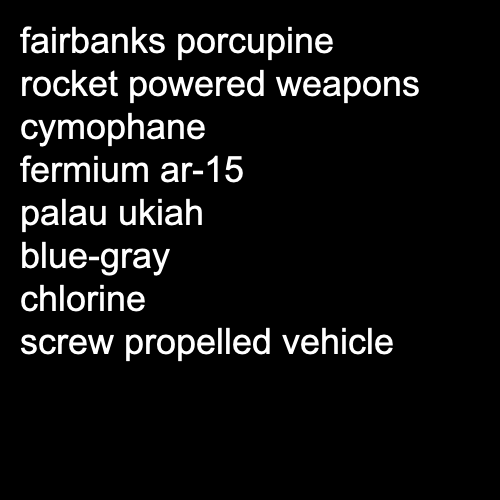 fairbanks porcupine
rocket powered weapons
cymophane
fermium ar-15
palau ukiah
blue-gray
chlorine
screw propelled vehicle